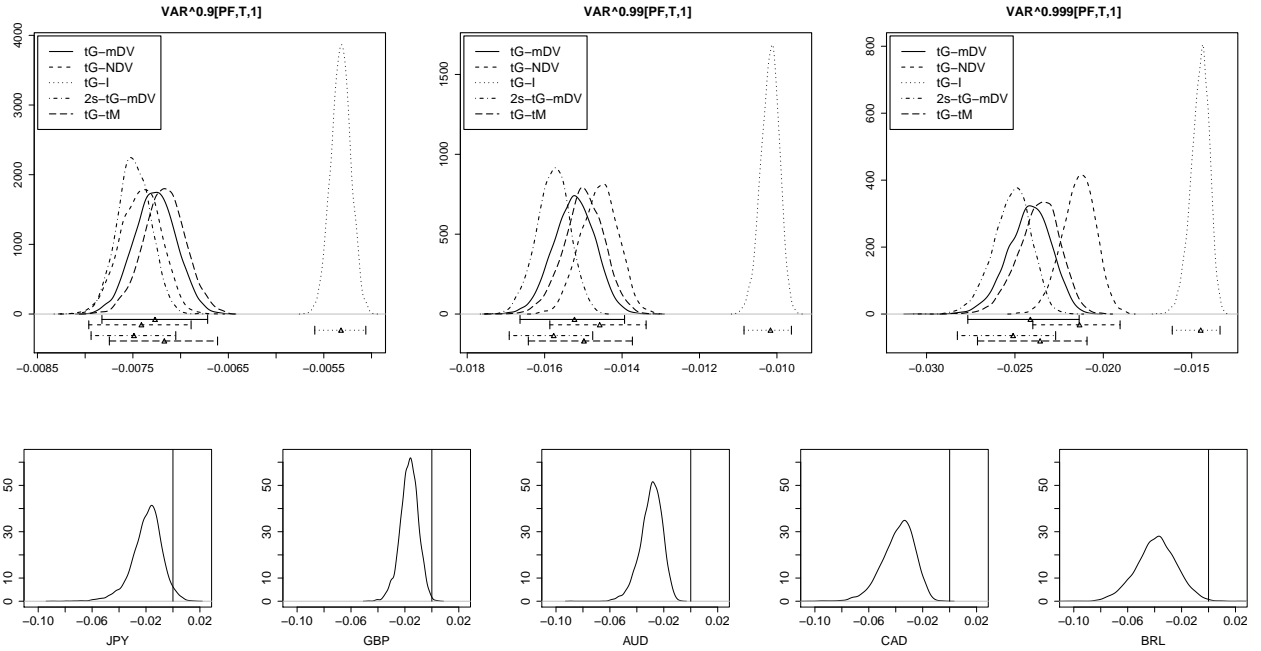 VAR^0.9[PF,T,1]
VAR^0.99[PF,T,1]
VAR^0.999[PF,T,1]
tG−mDV
tG−NDV
tG−I
2s−tG−mDV
tG−tM
0 1000 2000 3000 4000
−0.0085 −0.0075 −0.0065 −0.0055
tG−mDV
tG−NDV
tG−I
2s−tG−mDV
tG−tM
0 500 1000 1500
−0.018 −0.016 −0.014 −0.012 −0.010
tG−mDV
tG−NDV
tG−I
2s−tG−mDV
tG−tM
0 200 400 600 800
−0.030 −0.025 −0.020 −0.015
0 10 30 50
−0.10 −0.06 −0.02 0.02
JPY
0 10 30 50
−0.10 −0.06 −0.02 0.02
GBP
0 10 30 50
−0.10 −0.06 −0.02 0.02
AUD
0 10 30 50
−0.10 −0.06 −0.02 0.02
CAD
0 10 30 50
−0.10 −0.06 −0.02 0.02
BRL